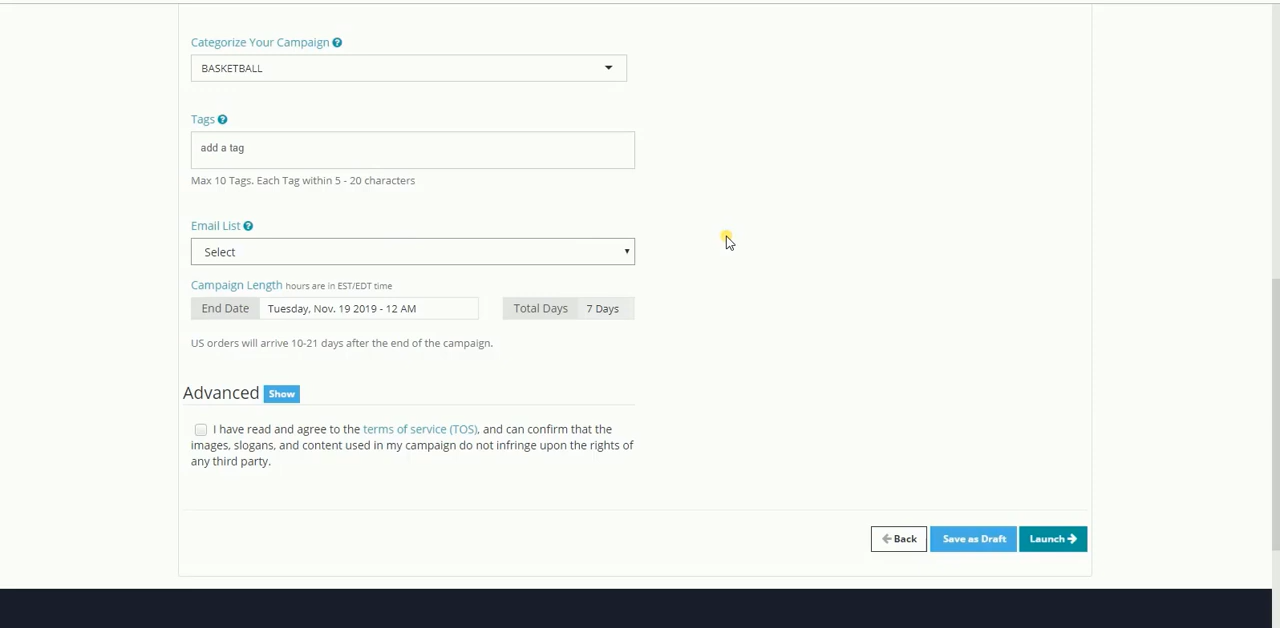 Categorize Your Campaign ?
BASKETBALL
Tags ?
add a tag
Max 10 Tags. Each Tag within 5 - 20 characters
Email List ?
Select
Campaign Length hours are in EST/EDT time
End Date Tuesday, Nov. 19 2019 - 12 AM Total Days 7 Days
US orders will arrive 10-21 days after the end of the campaign.
Advanced Show
I have read and agree to the terms of service (TOS), and can confirm that the
images, slogans, and content used in my campaign do not infringe upon the rights of
any third party.
Back Save as Draft Launch